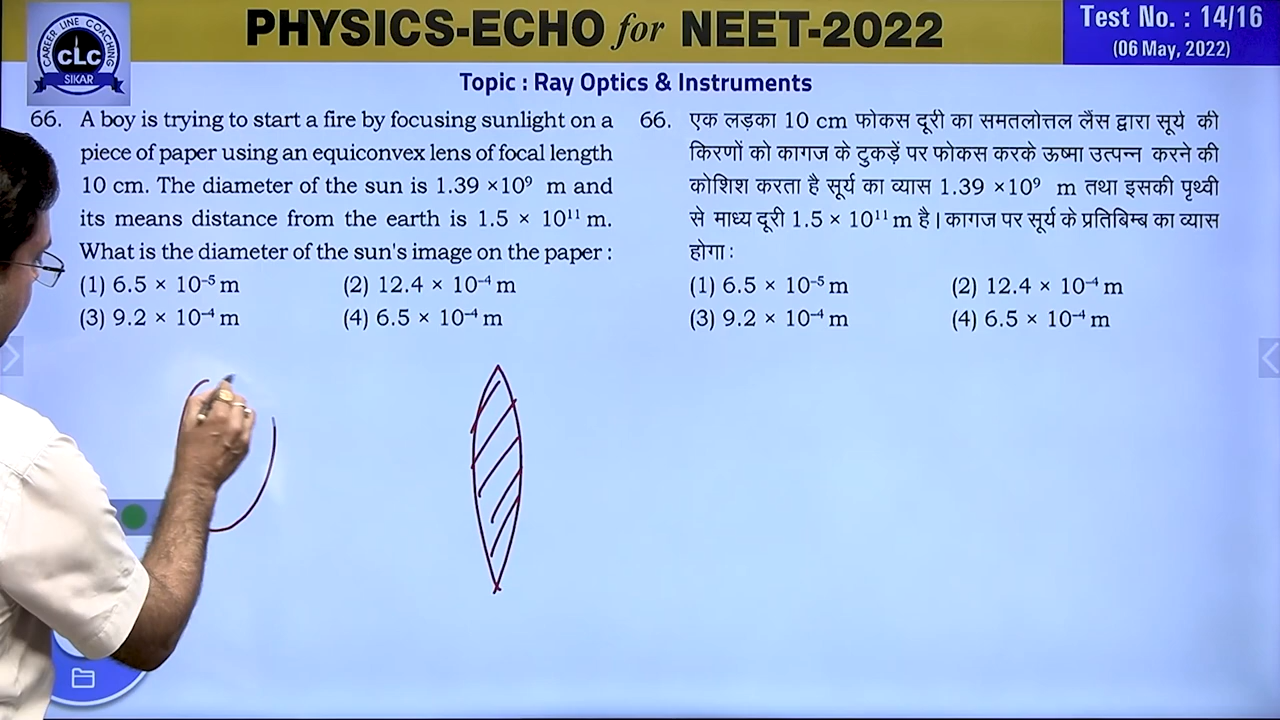 PHYSICS-ECHO for NEET-2022
Test No. : 14/16
(06 May, 2022)
CAREER LINE COACHING
CLC
SIKAR
Topic : Ray Optics & Instruments
66. A boy is trying to start a fire by focusing sunlight on a
piece of paper using an equiconvex lens of focal length
10 cm. The diameter of the sun is 1.39 ×10⁹ m and
its means distance from the earth is 1.5 × 10¹¹ m.
What is the diameter of the sun's image on the paper :
(1) 6.5 × 10⁻⁵ m (2) 12.4 × 10⁻⁴ m
(3) 9.2 × 10⁻⁴ m (4) 6.5 × 10⁻⁴ m
66. एक लड़का 10 cm फोकस दूरी का समतलोत्तल लैंस द्वारा सूर्य की
किरणों को कागज के टुकड़ें पर फोकस करके ऊष्मा उत्पन्न करने की
कोशिश करता है सूर्य का व्यास 1.39 ×10⁹ m तथा इसकी पृथ्वी
से माध्य दूरी 1.5 × 10¹¹ m है। कागज पर सूर्य के प्रतिबिम्ब का व्यास
होगा :
(1) 6.5 × 10⁻⁵ m (2) 12.4 × 10⁻⁴ m
(3) 9.2 × 10⁻⁴ m (4) 6.5 × 10⁻⁴ m